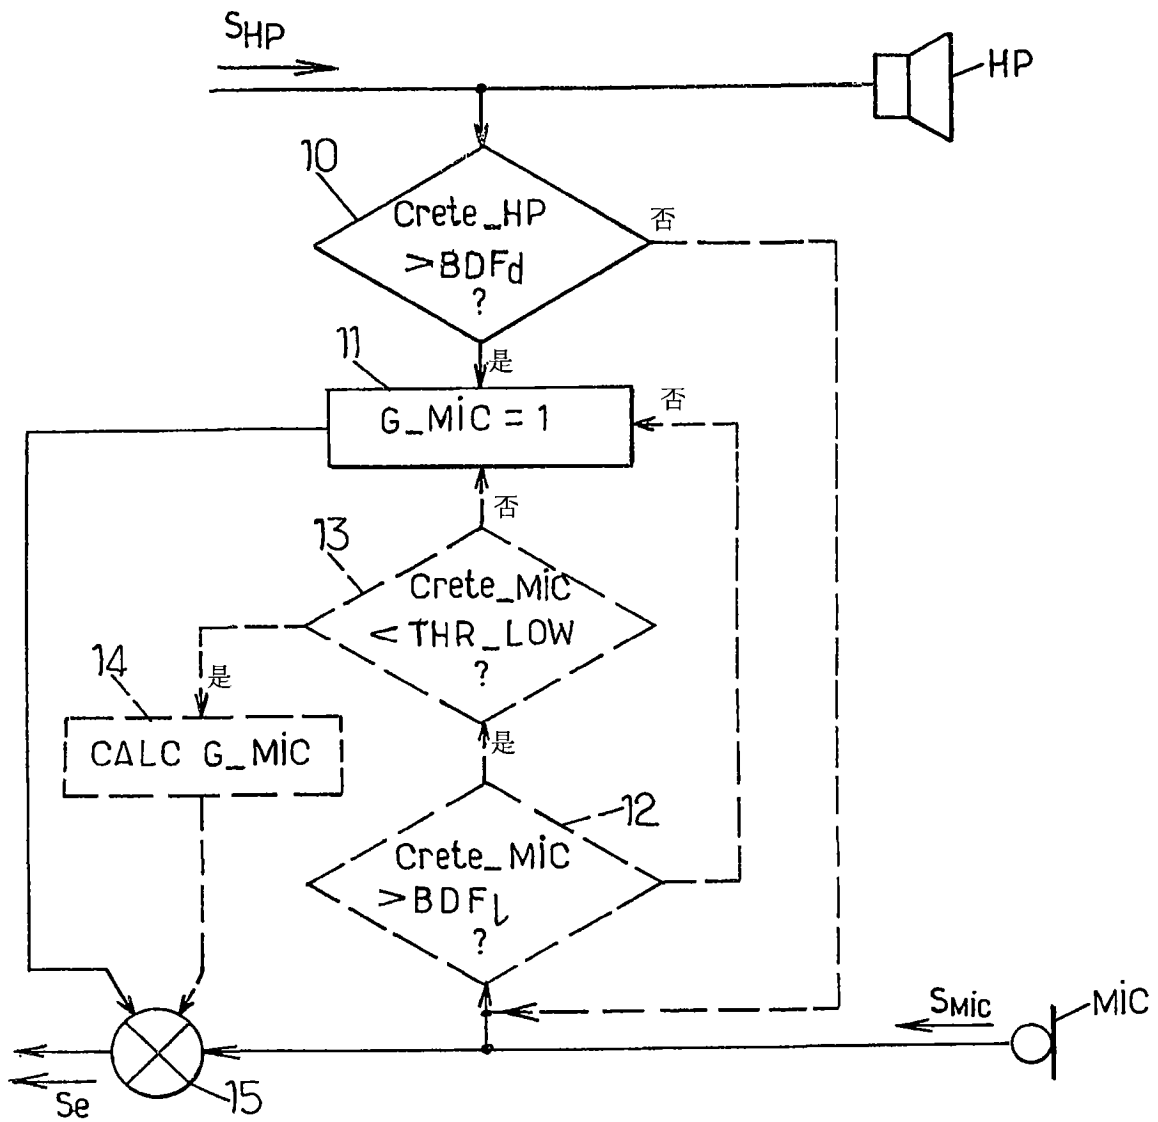 SHP
HP
10
Crete_HP
>BDFd
?
否
11
是
G_MiC = 1
否
否
13
Crete_MiC
< THR_LOW
?
14
是
CALC G_MiC
是
12
Crete_MiC
>BDFl
?
SMiC
MiC
15
Se